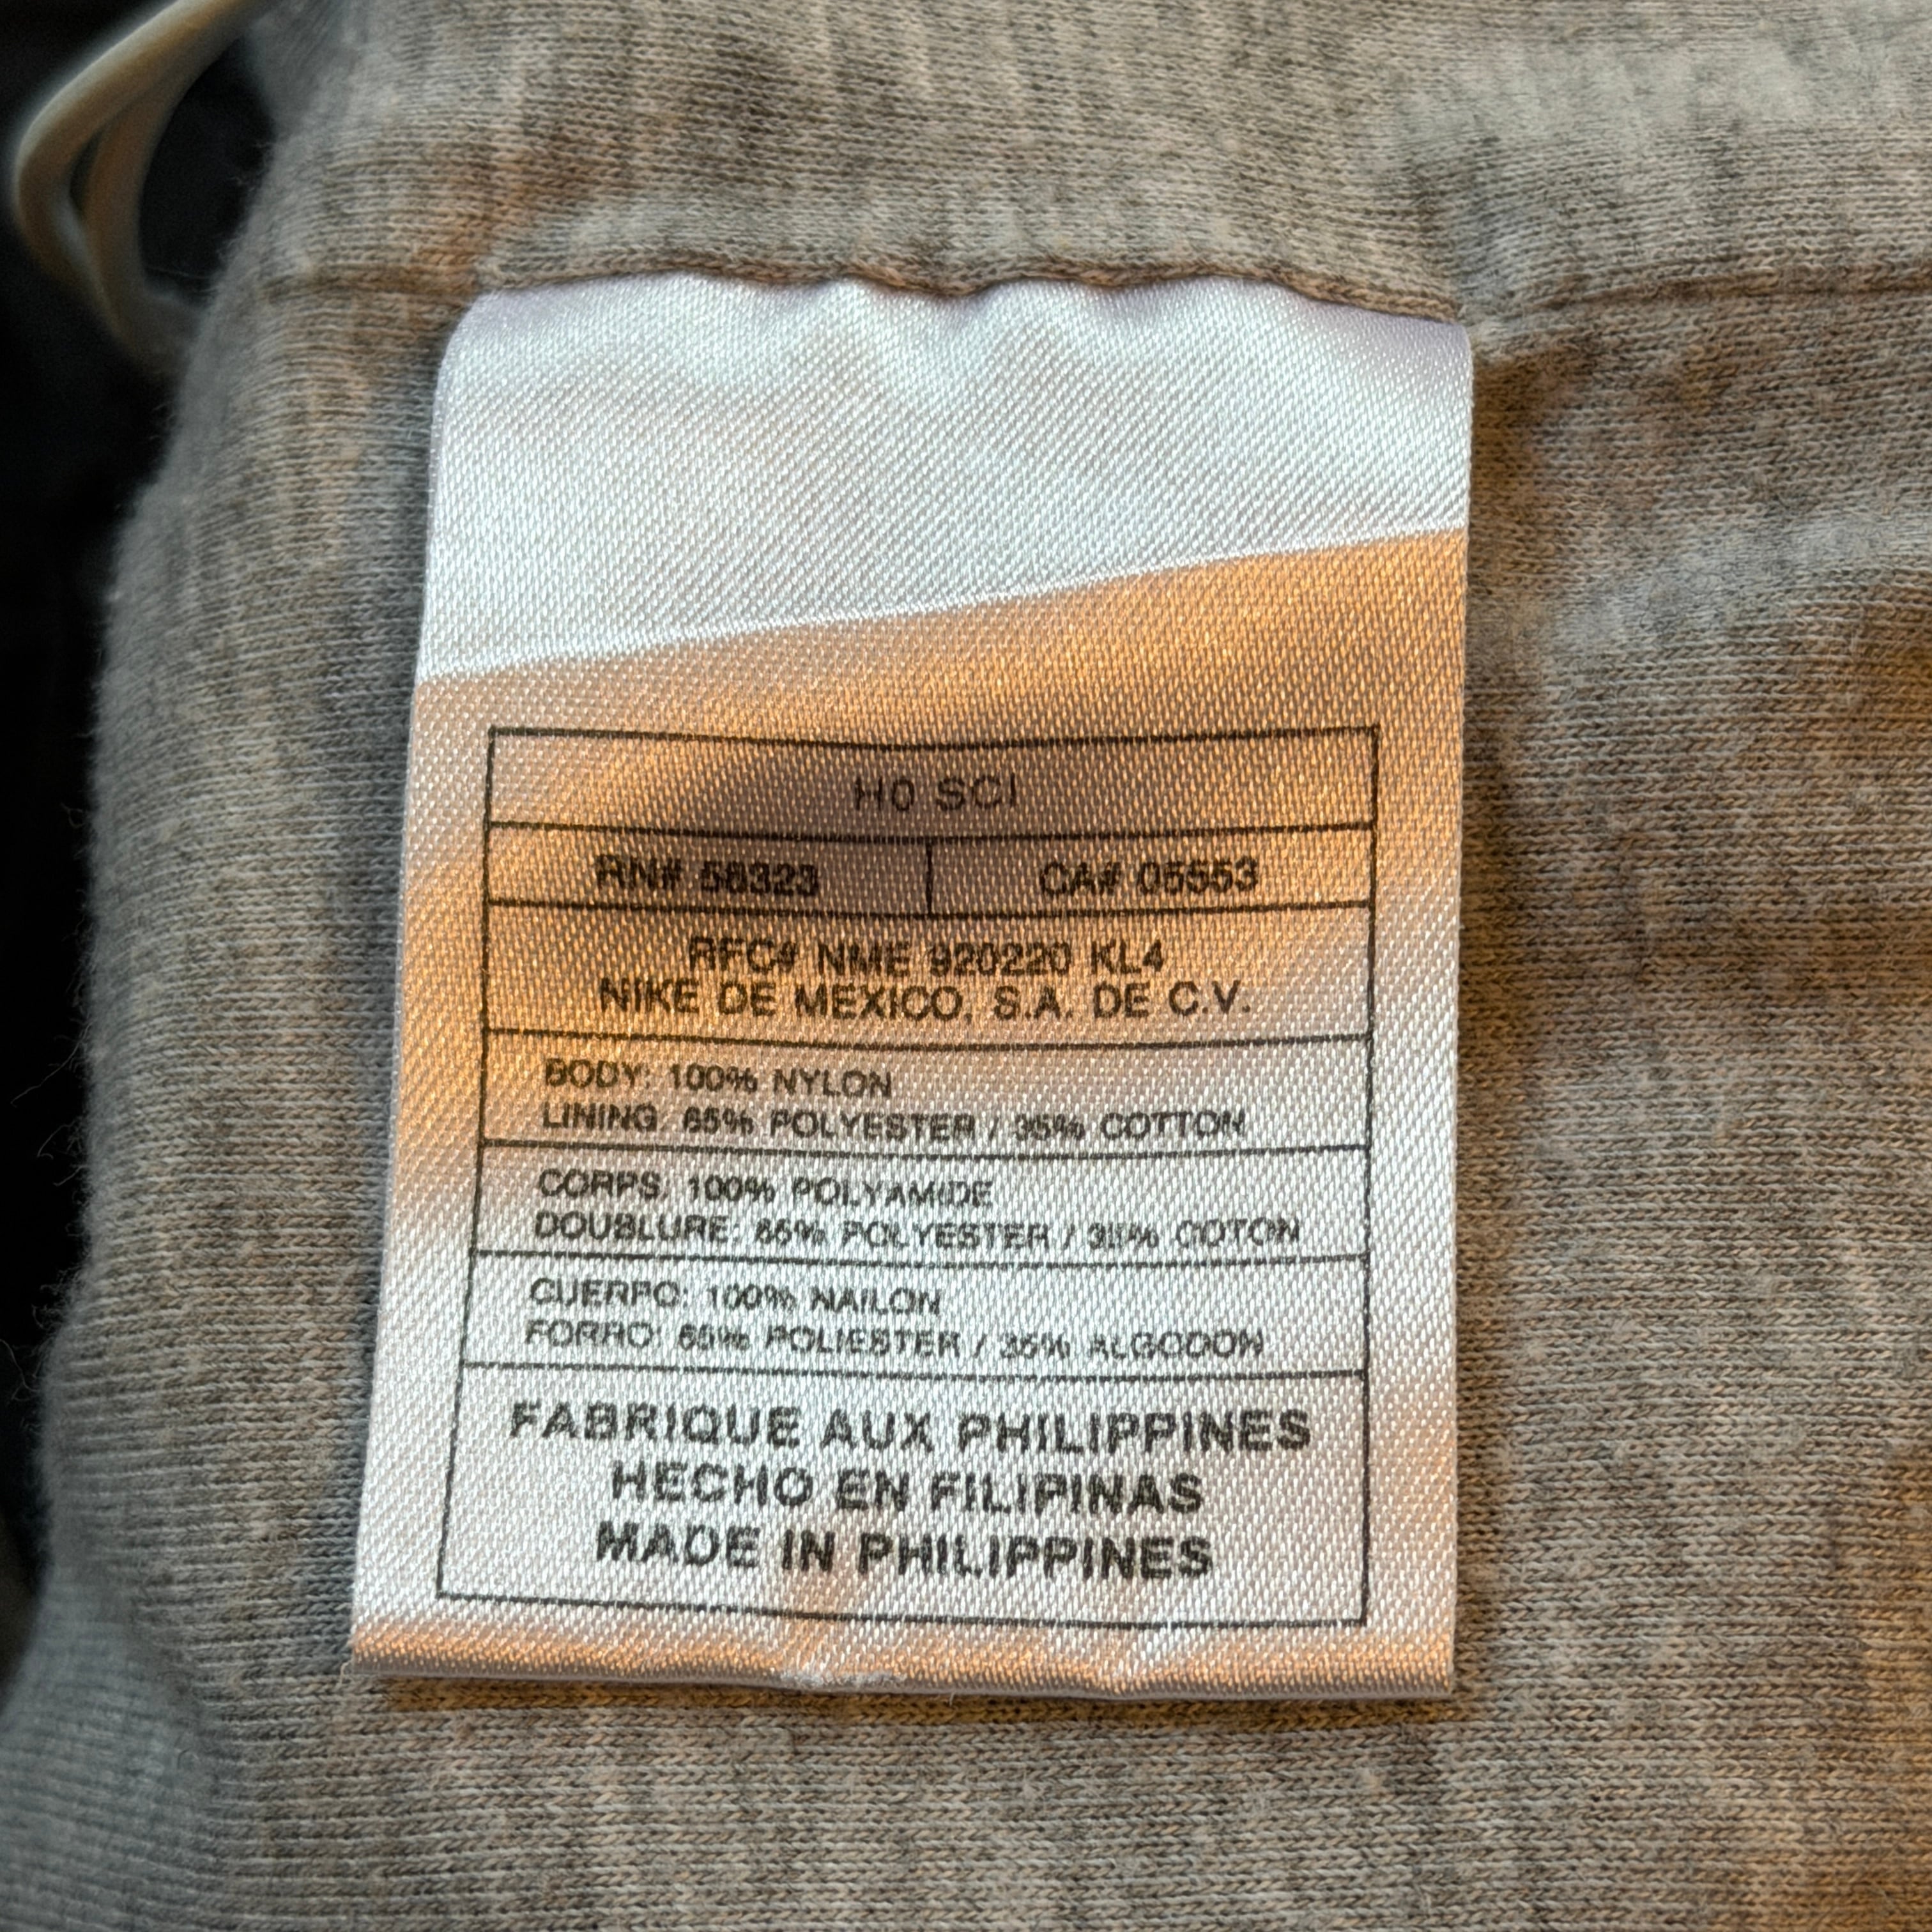 H0 SCI
RN# 56323 CA# 05553
RFC# NME 920220 KL4
NIKE DE MEXICO, S.A. DE C.V.
BODY: 100% NYLON
LINING: 65% POLYESTER / 35% COTTON
CORPS: 100% POLYAMIDE
DOUBLURE: 65% POLYESTER / 35% COTON
CUERPO: 100% NAILON
FORRO: 65% POLIESTER / 35% ALGODON
FABRIQUE AUX PHILIPPINES
HECHO EN FILIPINAS
MADE IN PHILIPPINES